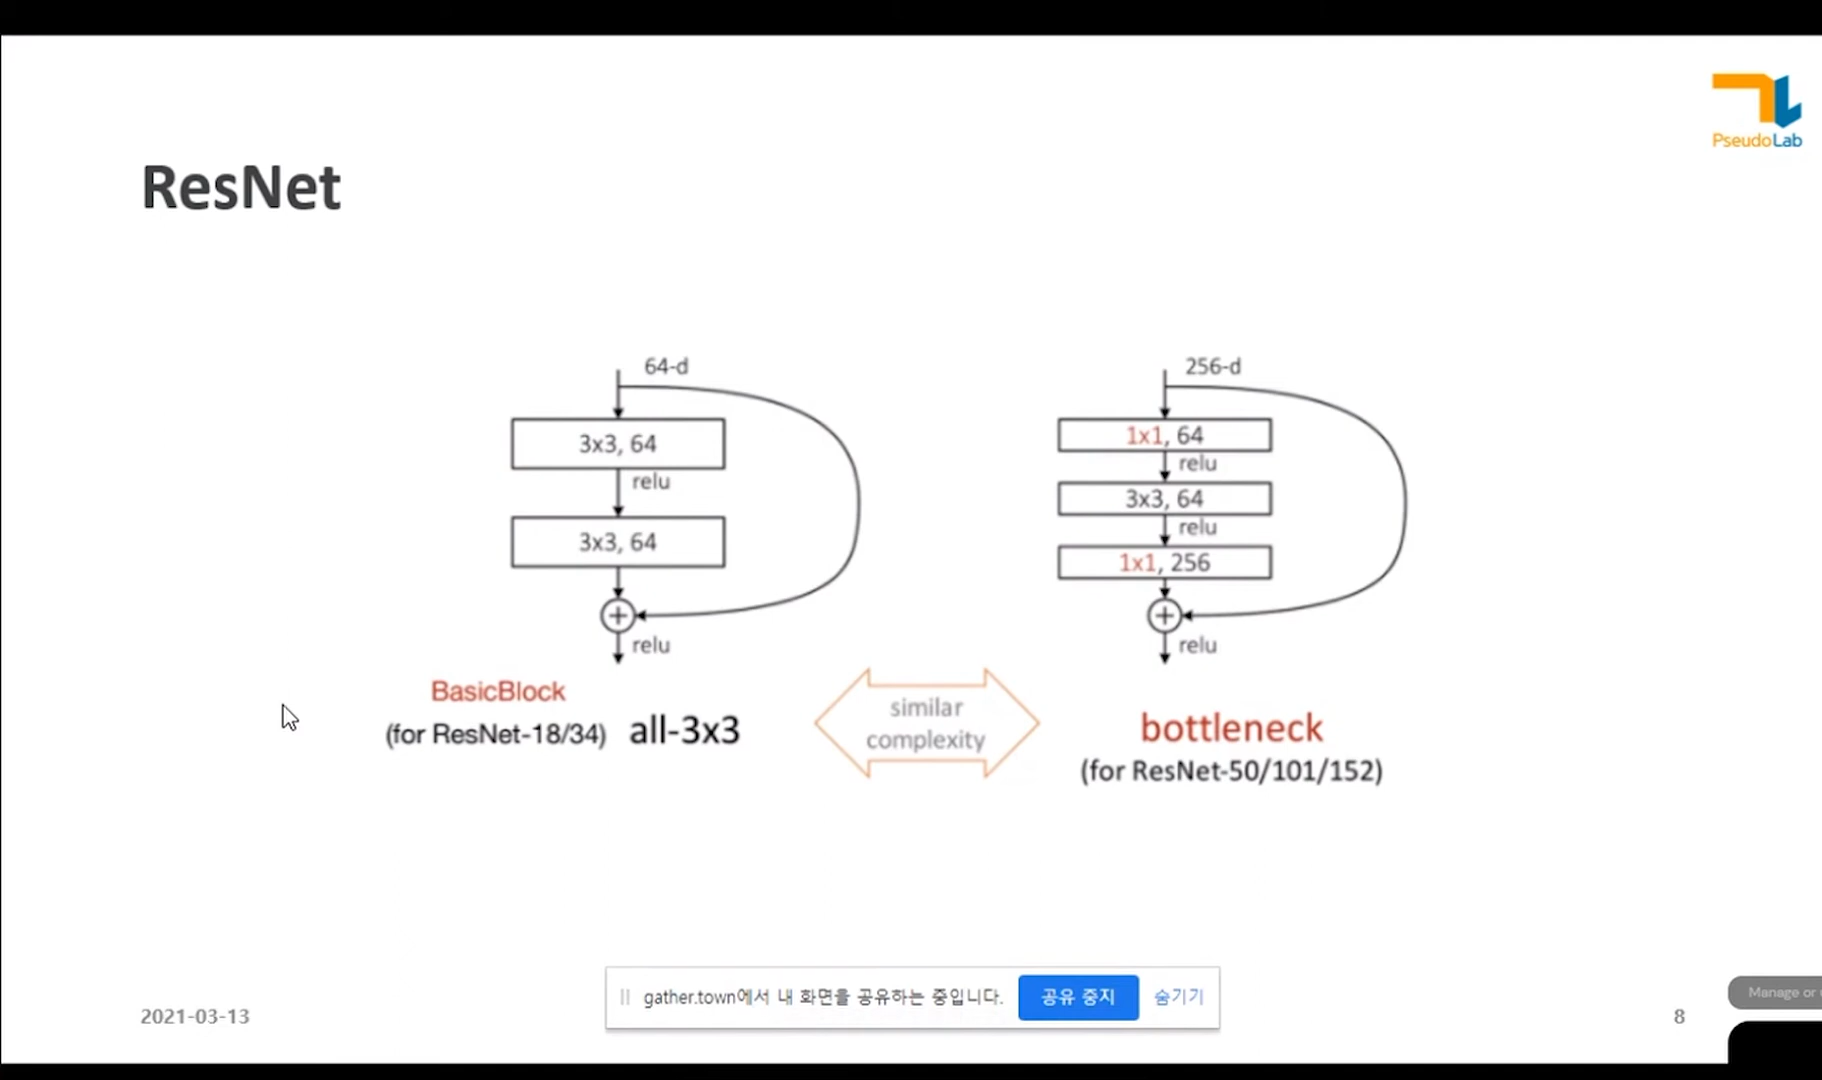 PseudoLab
ResNet
64-d
3x3, 64
relu
3x3, 64
relu
BasicBlock
(for ResNet-18/34) all-3x3
similar
complexity
256-d
1x1, 64
relu
3x3, 64
relu
1x1, 256
relu
bottleneck
(for ResNet-50/101/152)
gather.town에서 내 화면을 공유하는 중입니다.
공유 중지
숨기기
Manage or
2021-03-13
8